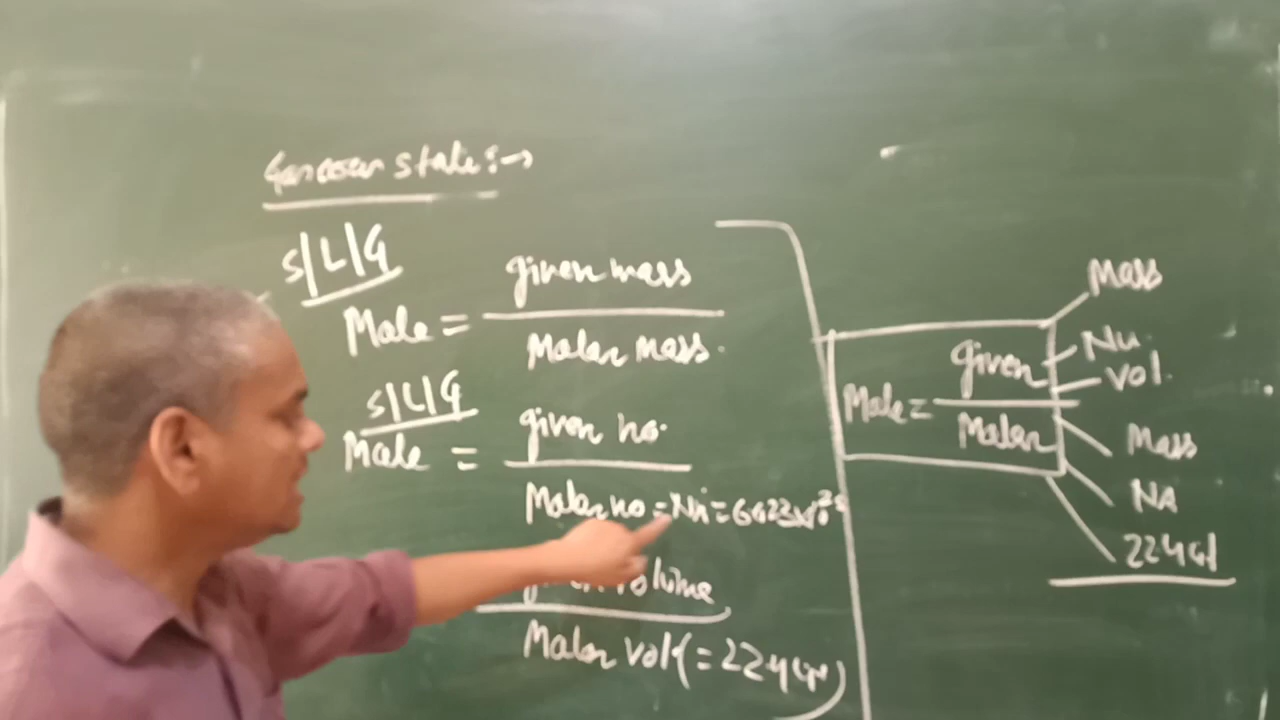 Gaseous state :→
S/L/G
Mole = given mass
Molar mass.
S/L/G
Mole = given no.
Molar no = NA = 6.023×10²³
given volume
Molar vol (= 22.4 lit)
Mass
Nu.
Vol.
Mole = given
Molar
Mass
NA
22.4 lit